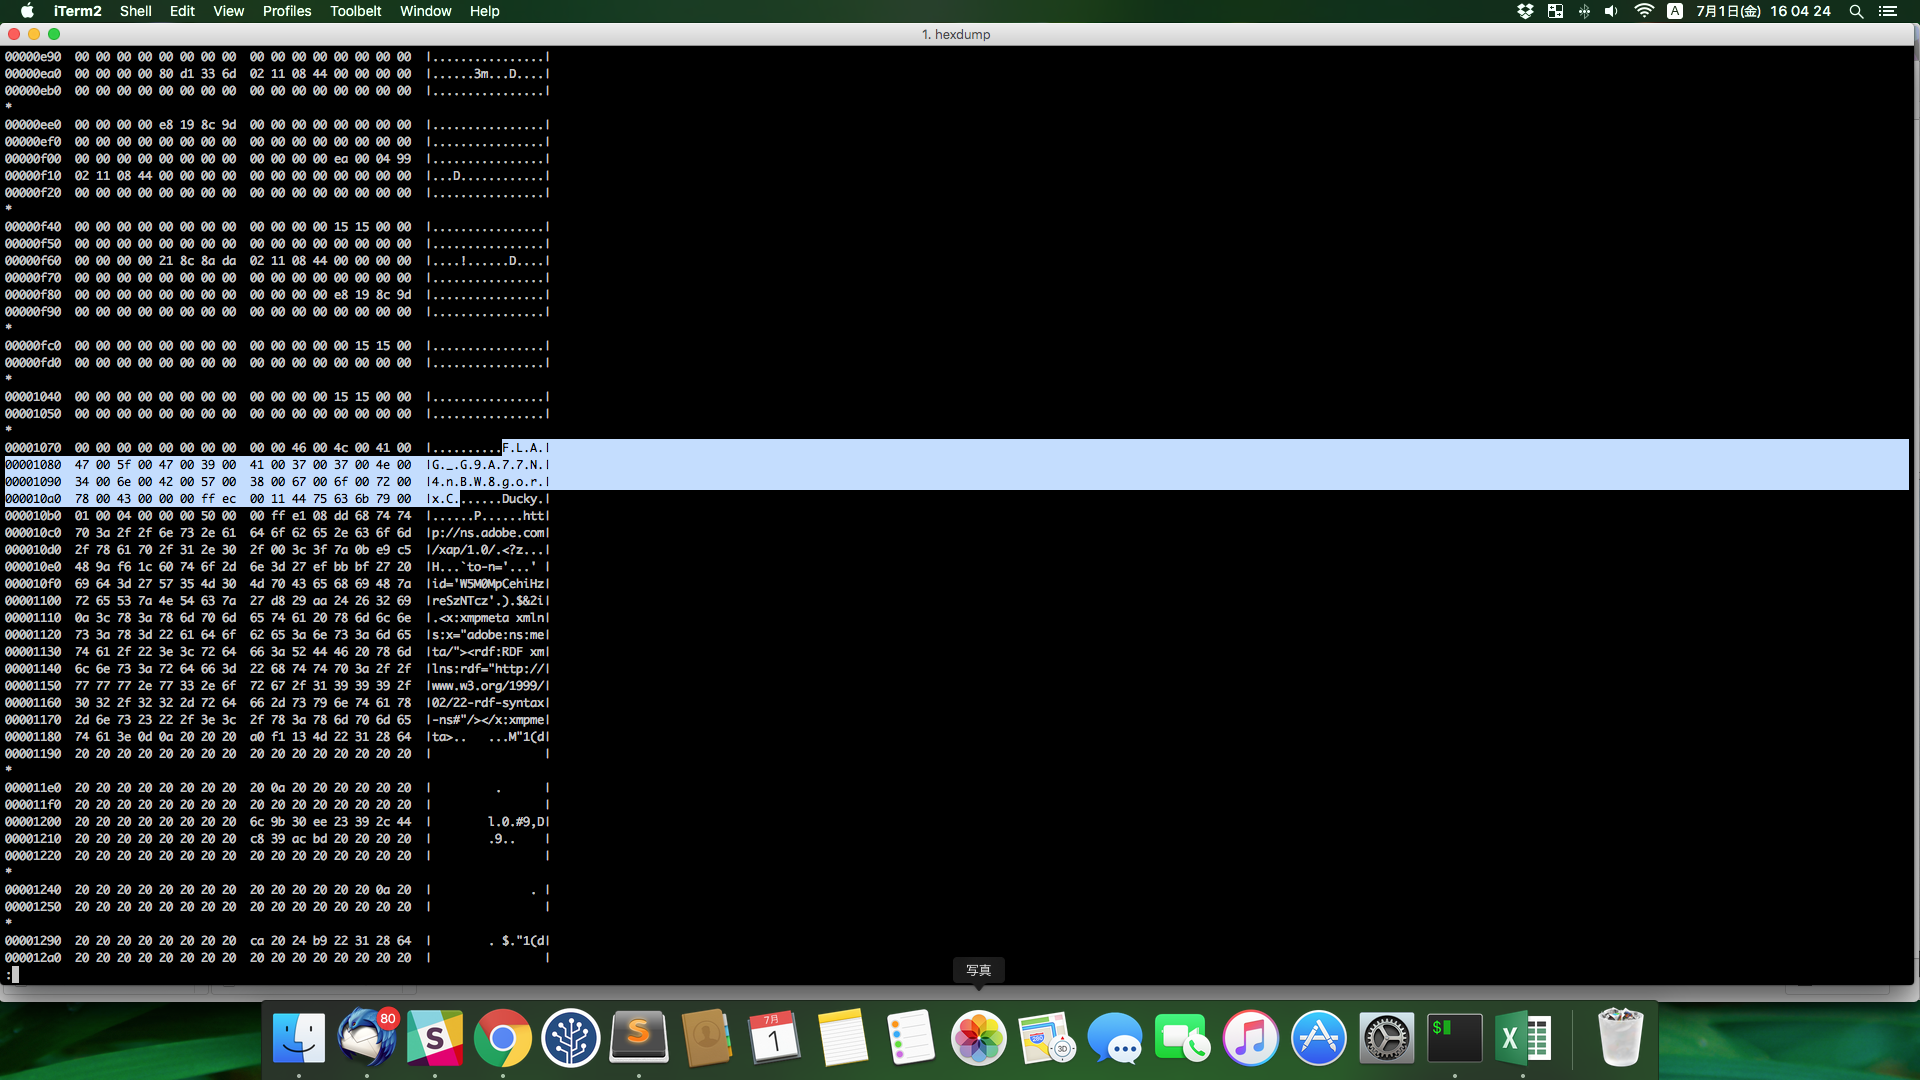 iTerm2 Shell Edit View Profiles Toolbelt Window Help A 7月1日(金) 16 04 24
1. hexdump
00000e90 00 00 00 00 00 00 00 00 00 00 00 00 00 00 00 00 |................|
00000ea0 00 00 00 00 80 d1 33 6d 02 11 08 44 00 00 00 00 |......3m...D....|
00000eb0 00 00 00 00 00 00 00 00 00 00 00 00 00 00 00 00 |................|
*
00000ee0 00 00 00 00 e8 19 8c 9d 00 00 00 00 00 00 00 00 |................|
00000ef0 00 00 00 00 00 00 00 00 00 00 00 00 00 00 00 00 |................|
00000f00 00 00 00 00 00 00 00 00 00 00 00 00 ea 00 04 99 |................|
00000f10 02 11 08 44 00 00 00 00 00 00 00 00 00 00 00 00 |...D............|
00000f20 00 00 00 00 00 00 00 00 00 00 00 00 00 00 00 00 |................|
*
00000f40 00 00 00 00 00 00 00 00 00 00 00 00 15 15 00 00 |................|
00000f50 00 00 00 00 00 00 00 00 00 00 00 00 00 00 00 00 |................|
00000f60 00 00 00 00 21 8c 8a da 02 11 08 44 00 00 00 00 |....!......D....|
00000f70 00 00 00 00 00 00 00 00 00 00 00 00 00 00 00 00 |................|
00000f80 00 00 00 00 00 00 00 00 00 00 00 00 e8 19 8c 9d |................|
00000f90 00 00 00 00 00 00 00 00 00 00 00 00 00 00 00 00 |................|
*
00000fc0 00 00 00 00 00 00 00 00 00 00 00 00 00 15 15 00 |................|
00000fd0 00 00 00 00 00 00 00 00 00 00 00 00 00 00 00 00 |................|
*
00001040 00 00 00 00 00 00 00 00 00 00 00 00 15 15 00 00 |................|
00001050 00 00 00 00 00 00 00 00 00 00 00 00 00 00 00 00 |................|
*
00001070 00 00 00 00 00 00 00 00 00 00 46 00 4c 00 41 00 |..........F.L.A.|
00001080 47 00 5f 00 47 00 39 00 41 00 37 00 37 00 4e 00 |G._.G.9.A.7.7.N.|
00001090 34 00 6e 00 42 00 57 00 38 00 67 00 6f 00 72 00 |4.n.B.W.8.g.o.r.|
000010a0 78 00 43 00 00 00 ff ec 00 11 44 75 63 6b 79 00 |x.C.......Ducky.|
000010b0 01 00 04 00 00 00 50 00 00 ff e1 08 dd 68 74 74 |......P......htt|
000010c0 70 3a 2f 2f 6e 73 2e 61 64 6f 62 65 2e 63 6f 6d |p://ns.adobe.com|
000010d0 2f 78 61 70 2f 31 2e 30 2f 00 3c 3f 7a 0b e9 c5 |/xap/1.0/.<?z...|
000010e0 48 9a f6 1c 60 74 6f 2d 6e 3d 27 ef bb bf 27 20 |H...`to-n='...' |
000010f0 69 64 3d 27 57 35 4d 30 4d 70 43 65 68 69 48 7a |id='W5M0MpCehiHz|
00001100 72 65 53 7a 4e 54 63 7a 27 d8 29 aa 24 26 32 69 |reSzNTcz'.).$&2i|
00001110 0a 3c 78 3a 78 6d 70 6d 65 74 61 20 78 6d 6c 6e |.<x:xmpmeta xmln|
00001120 73 3a 78 3d 22 61 64 6f 62 65 3a 6e 73 3a 6d 65 |s:x="adobe:ns:me|
00001130 74 61 2f 22 3e 3c 72 64 66 3a 52 44 46 20 78 6d |ta/"><rdf:RDF xm|
00001140 6c 6e 73 3a 72 64 66 3d 22 68 74 74 70 3a 2f 2f |lns:rdf="http://|
00001150 77 77 77 2e 77 33 2e 6f 72 67 2f 31 39 39 39 2f |www.w3.org/1999/|
00001160 30 32 2f 32 32 2d 72 64 66 2d 73 79 6e 74 61 78 |02/22-rdf-syntax|
00001170 2d 6e 73 23 22 2f 3e 3c 2f 78 3a 78 6d 70 6d 65 |-ns#"/></x:xmpme|
00001180 74 61 3e 0d 0a 20 20 20 a0 f1 13 4d 22 31 28 64 |ta>..   ...M"1(d|
00001190 20 20 20 20 20 20 20 20 20 20 20 20 20 20 20 20 |                |
*
000011e0 20 20 20 20 20 20 20 20 20 0a 20 20 20 20 20 20 |         .      |
000011f0 20 20 20 20 20 20 20 20 20 20 20 20 20 20 20 20 |                |
00001200 20 20 20 20 20 20 20 20 6c 9b 30 ee 23 39 2c 44 |        l.0.#9,D|
00001210 20 20 20 20 20 20 20 20 c8 39 ac bd 20 20 20 20 |        .9..    |
00001220 20 20 20 20 20 20 20 20 20 20 20 20 20 20 20 20 |                |
*
00001240 20 20 20 20 20 20 20 20 20 20 20 20 20 20 0a 20 |              . |
00001250 20 20 20 20 20 20 20 20 20 20 20 20 20 20 20 20 |                |
*
00001290 20 20 20 20 20 20 20 20 ca 20 24 b9 22 31 28 64 |        . $."1(d|
000012a0 20 20 20 20 20 20 20 20 20 20 20 20 20 20 20 20 |                |
:
写真
80
7月
1